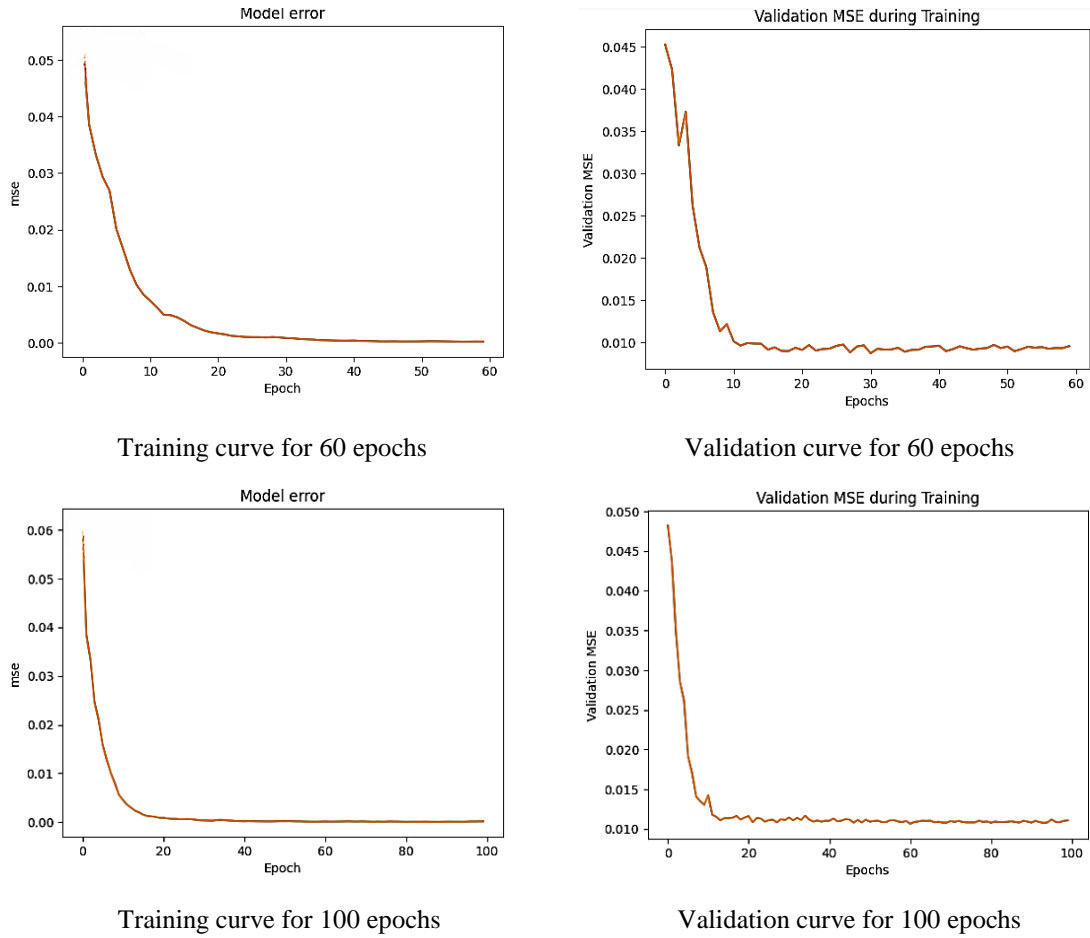 Model error
0.05
0.04
0.03
0.02
0.01
0.00
mse
0 10 20 30 40 50 60
Epoch
Training curve for 60 epochs
Validation MSE during Training
0.045
0.040
0.035
0.030
0.025
0.020
0.015
0.010
Validation MSE
0 10 20 30 40 50 60
Epochs
Validation curve for 60 epochs
Model error
0.06
0.05
0.04
0.03
0.02
0.01
0.00
mse
0 20 40 60 80 100
Epoch
Training curve for 100 epochs
Validation MSE during Training
0.050
0.045
0.040
0.035
0.030
0.025
0.020
0.015
0.010
Validation MSE
0 20 40 60 80 100
Epochs
Validation curve for 100 epochs